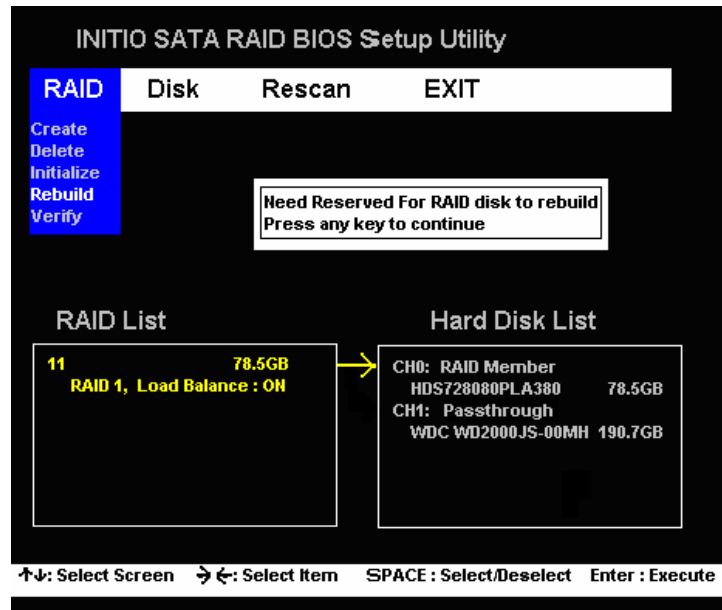 INITIO SATA RAID BIOS Setup Utility
RAID Disk Rescan EXIT
Create
Delete
Initialize
Rebuild
Verify
Need Reserved For RAID disk to rebuild
Press any key to continue
RAID List
11 78.5GB
RAID 1, Load Balance : ON
Hard Disk List
CH0: RAID Member
HDS728080PLA380 78.5GB
CH1: Passthrough
WDC WD2000JS-00MH 190.7GB
↑↓: Select Screen →←: Select Item SPACE : Select/Deselect Enter : Execute